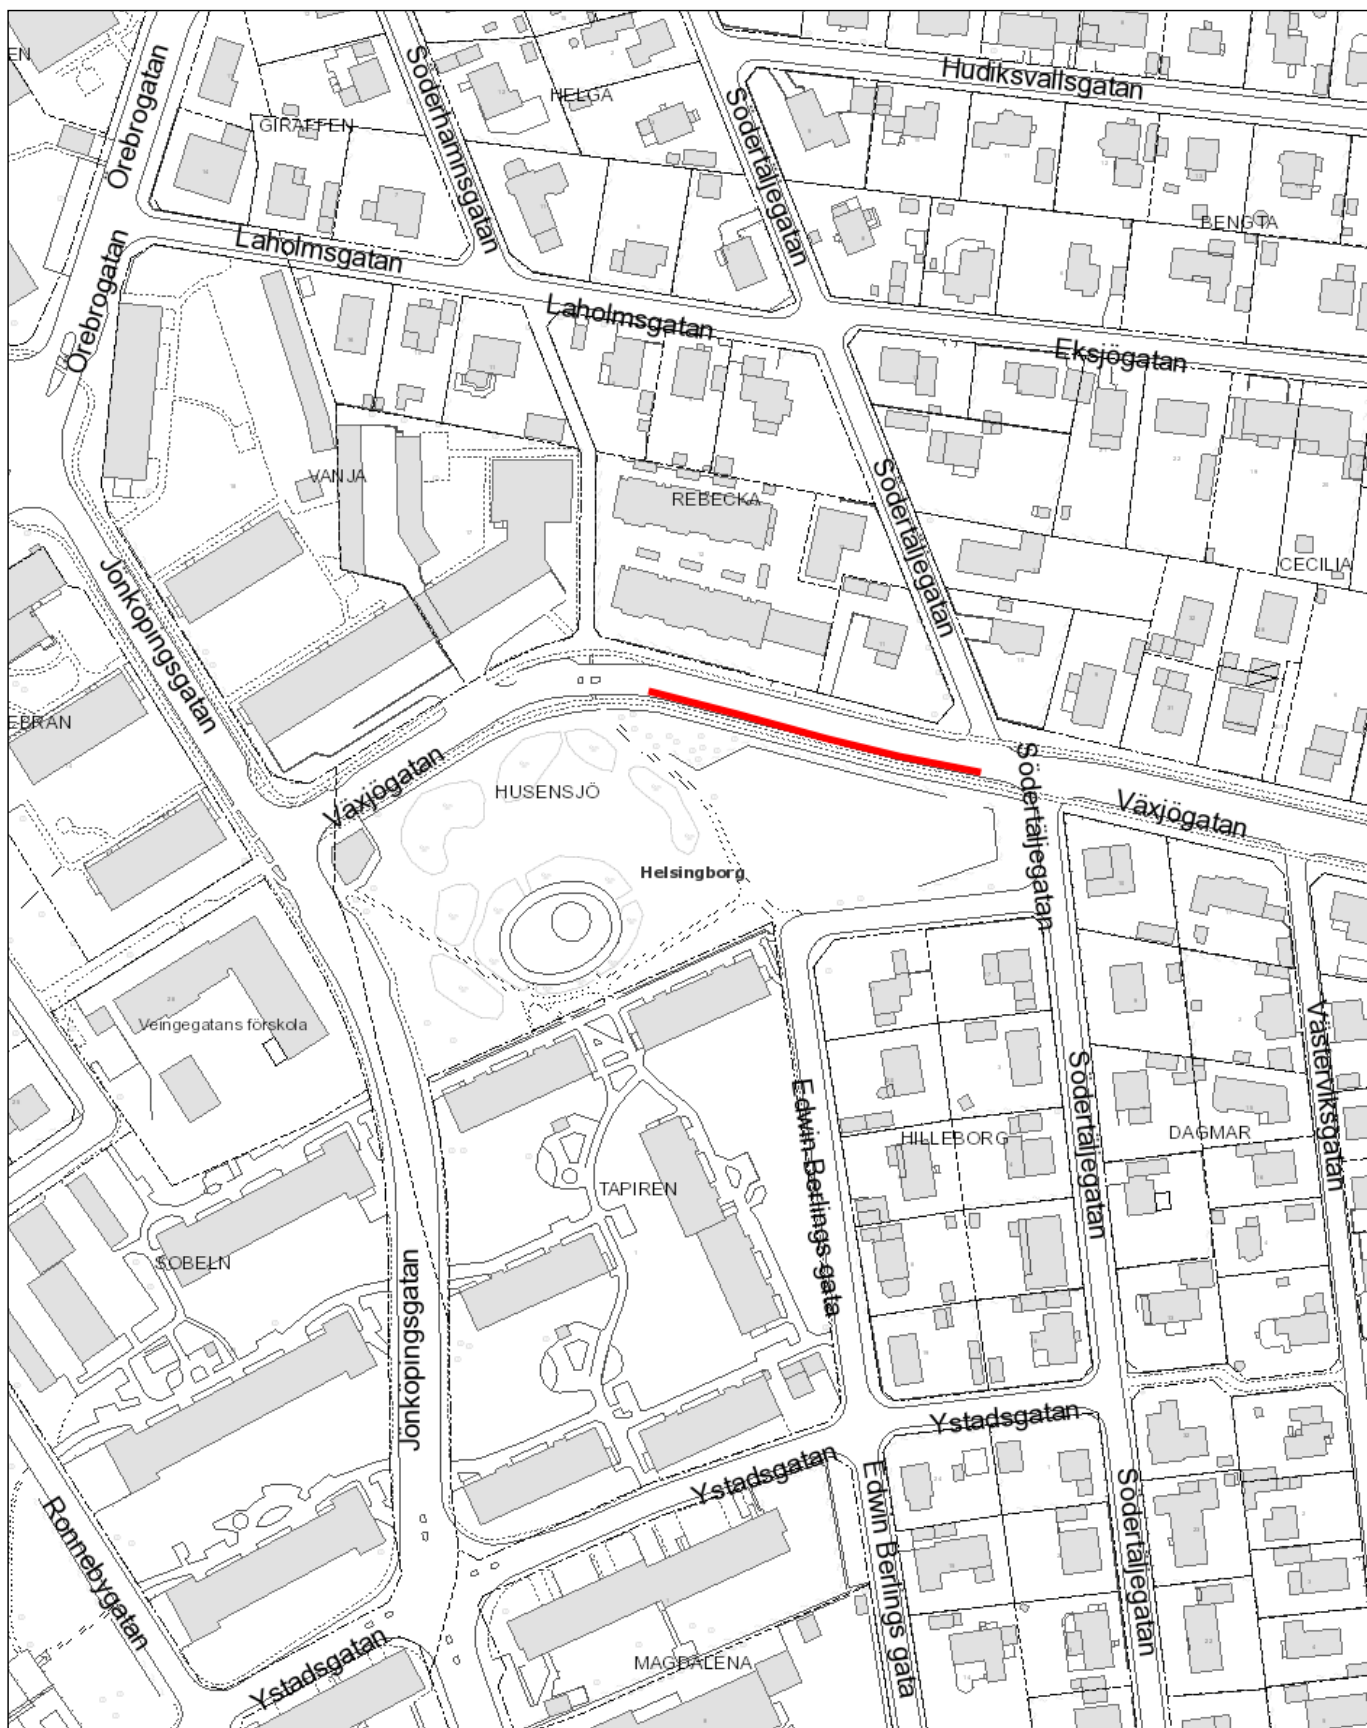 EN
Örebrogatan
Söderhamnsgatan
HELGA
Hudiksvallsgatan
Södertäljegatan
GIRAFFEN
BENGTA
Örebrogatan
Laholmsgatan
Laholmsgatan
Eksjögatan
VANJA
REBECKA
Södertäljegatan
CECILIA
Jönköpingsgatan
EBRAN
Växjögatan
HUSENSJÖ
Södertäljegatan
Växjögatan
Helsingborg
Veingegatans förskola
Västerviksgatan
Edwin Berlings gata
Södertäljegatan
HILLEBORG
DAGMAR
TAPIREN
SOBELN
Jönköpingsgatan
Ystadsgatan
Ystadsgatan
Ronnebygatan
Edwin Berlings gata
Södertäljegatan
Ystadsgatan
MAGDALENA